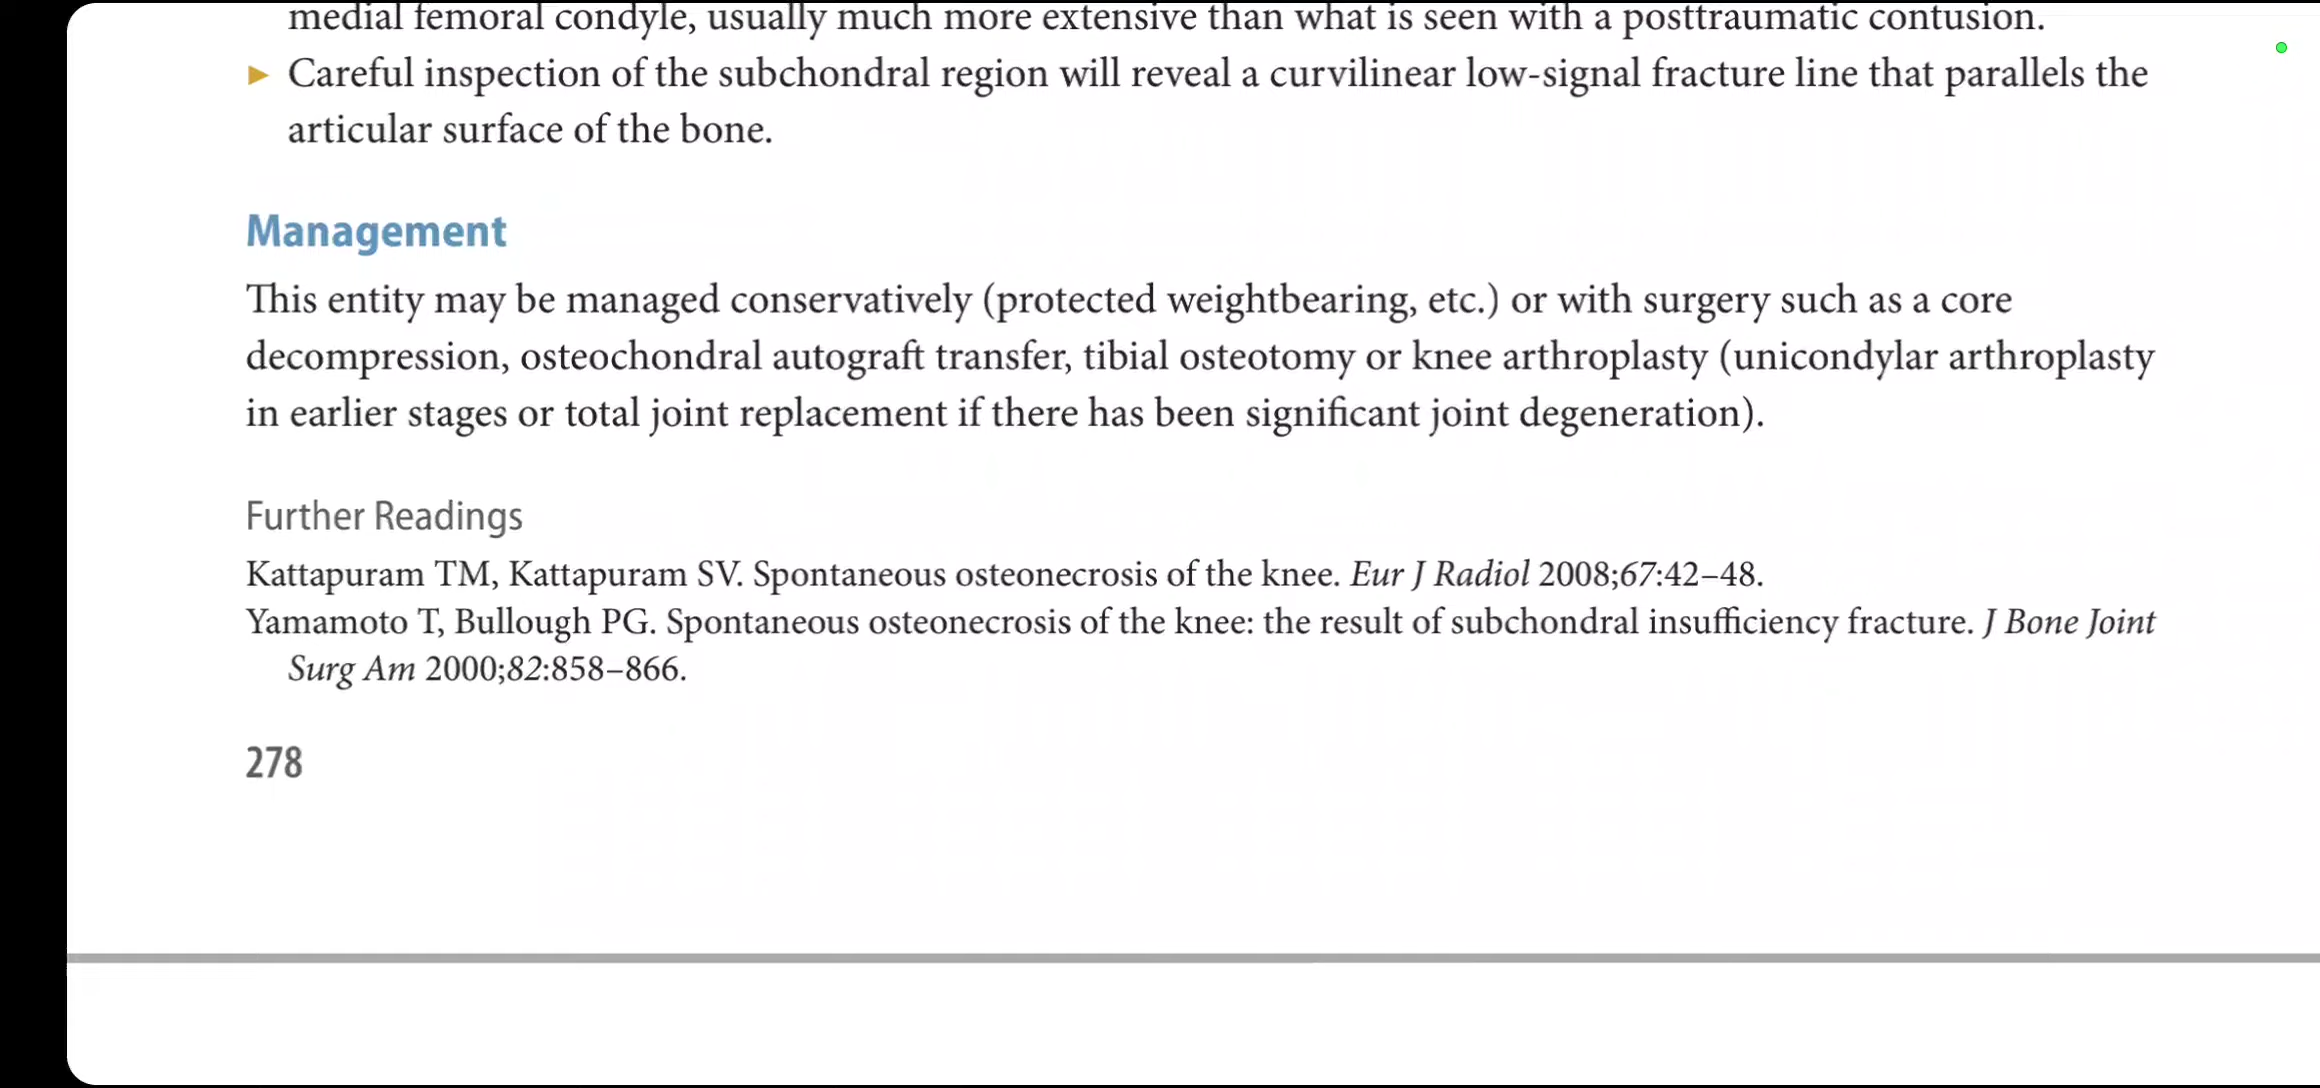 medial femoral condyle, usually much more extensive than what is seen with a posttraumatic contusion.
► Careful inspection of the subchondral region will reveal a curvilinear low-signal fracture line that parallels the
articular surface of the bone.
Management
This entity may be managed conservatively (protected weightbearing, etc.) or with surgery such as a core
decompression, osteochondral autograft transfer, tibial osteotomy or knee arthroplasty (unicondylar arthroplasty
in earlier stages or total joint replacement if there has been significant joint degeneration).
Further Readings
Kattapuram TM, Kattapuram SV. Spontaneous osteonecrosis of the knee. Eur J Radiol 2008;67:42–48.
Yamamoto T, Bullough PG. Spontaneous osteonecrosis of the knee: the result of subchondral insufficiency fracture. J Bone Joint
Surg Am 2000;82:858–866.
278